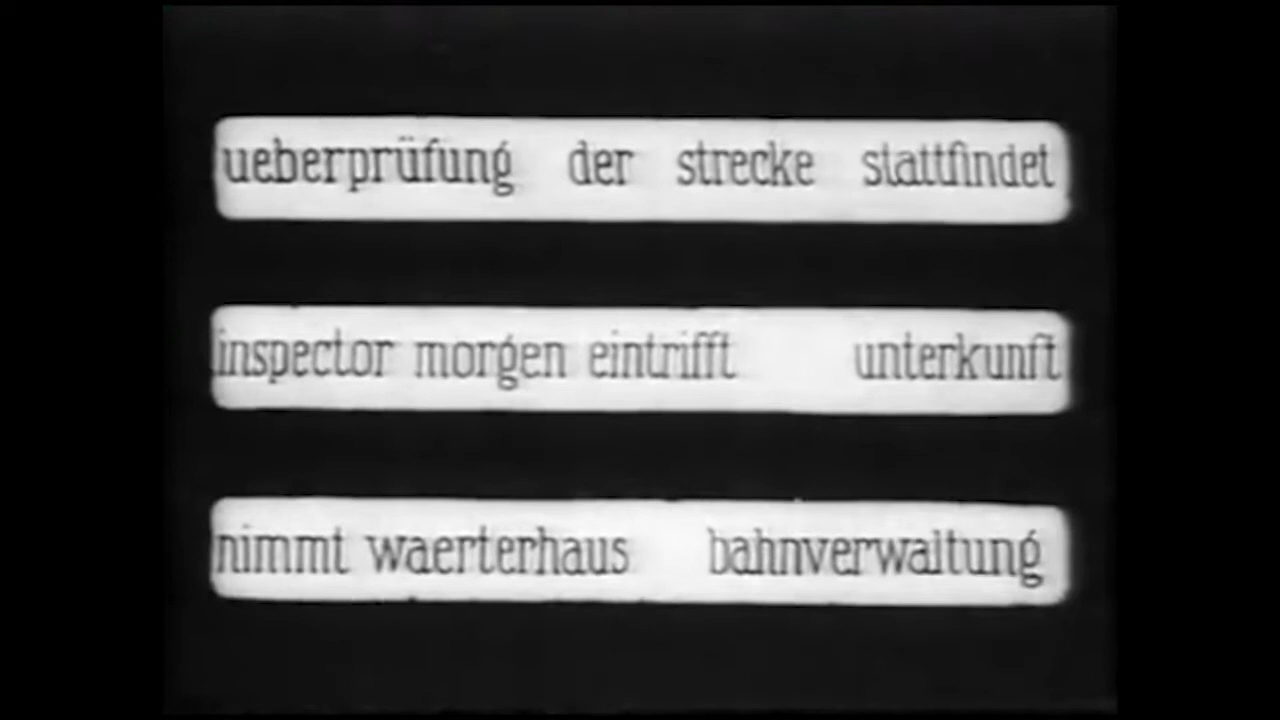 ueberprüfung der strecke stattfindet
inspector morgen eintrifft unterkunft
nimmt waerterhaus bahnverwaltung